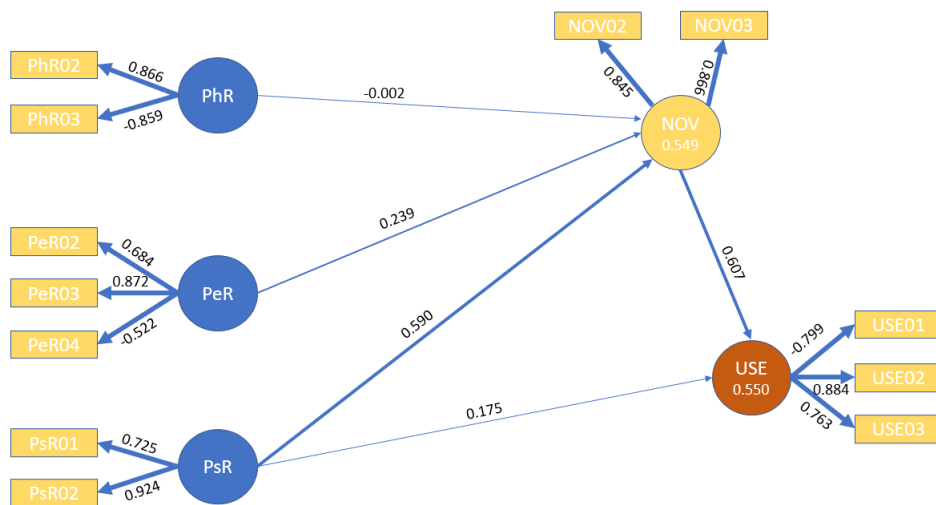 NOV02
NOV03
0.845
0.866
PhR02
0.866
PhR
-0.002
PhR03
-0.859
NOV
0.549
PeR02
0.684
0.239
PeR03
0.872
PeR
PeR04
-0.522
0.607
0.590
USE01
-0.799
USE
0.550
0.884
USE02
0.763
USE03
0.175
PsR01
0.725
PsR
PsR02
0.924